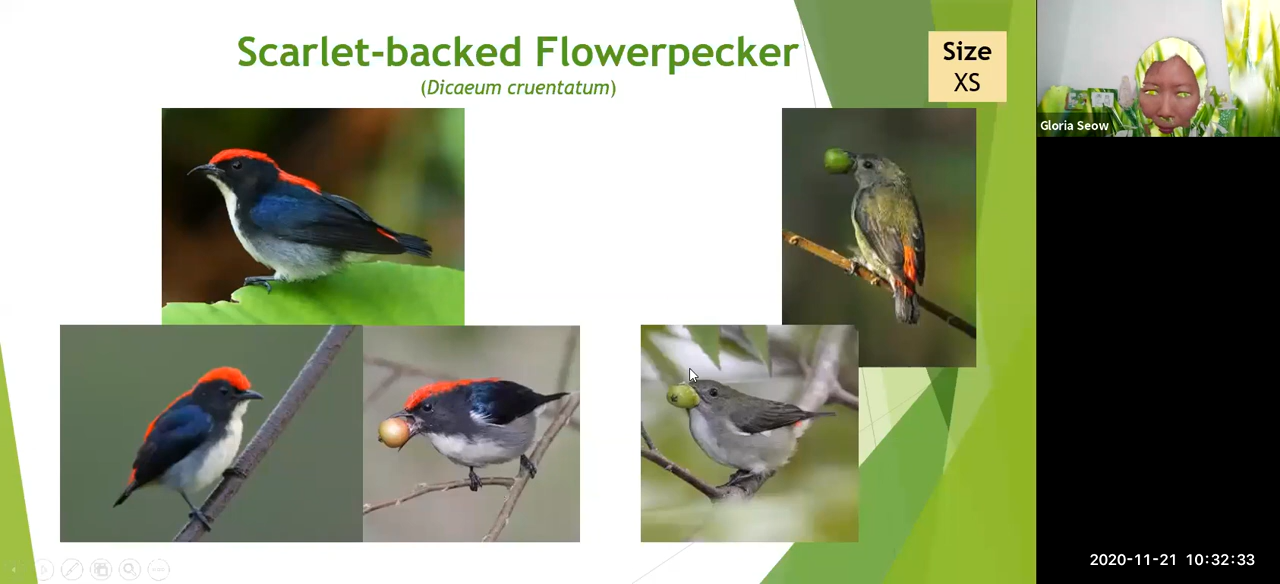 Scarlet-backed Flowerpecker
(Dicaeum cruentatum)
Size
XS
Gloria Seow
2020-11-21 10:32:33